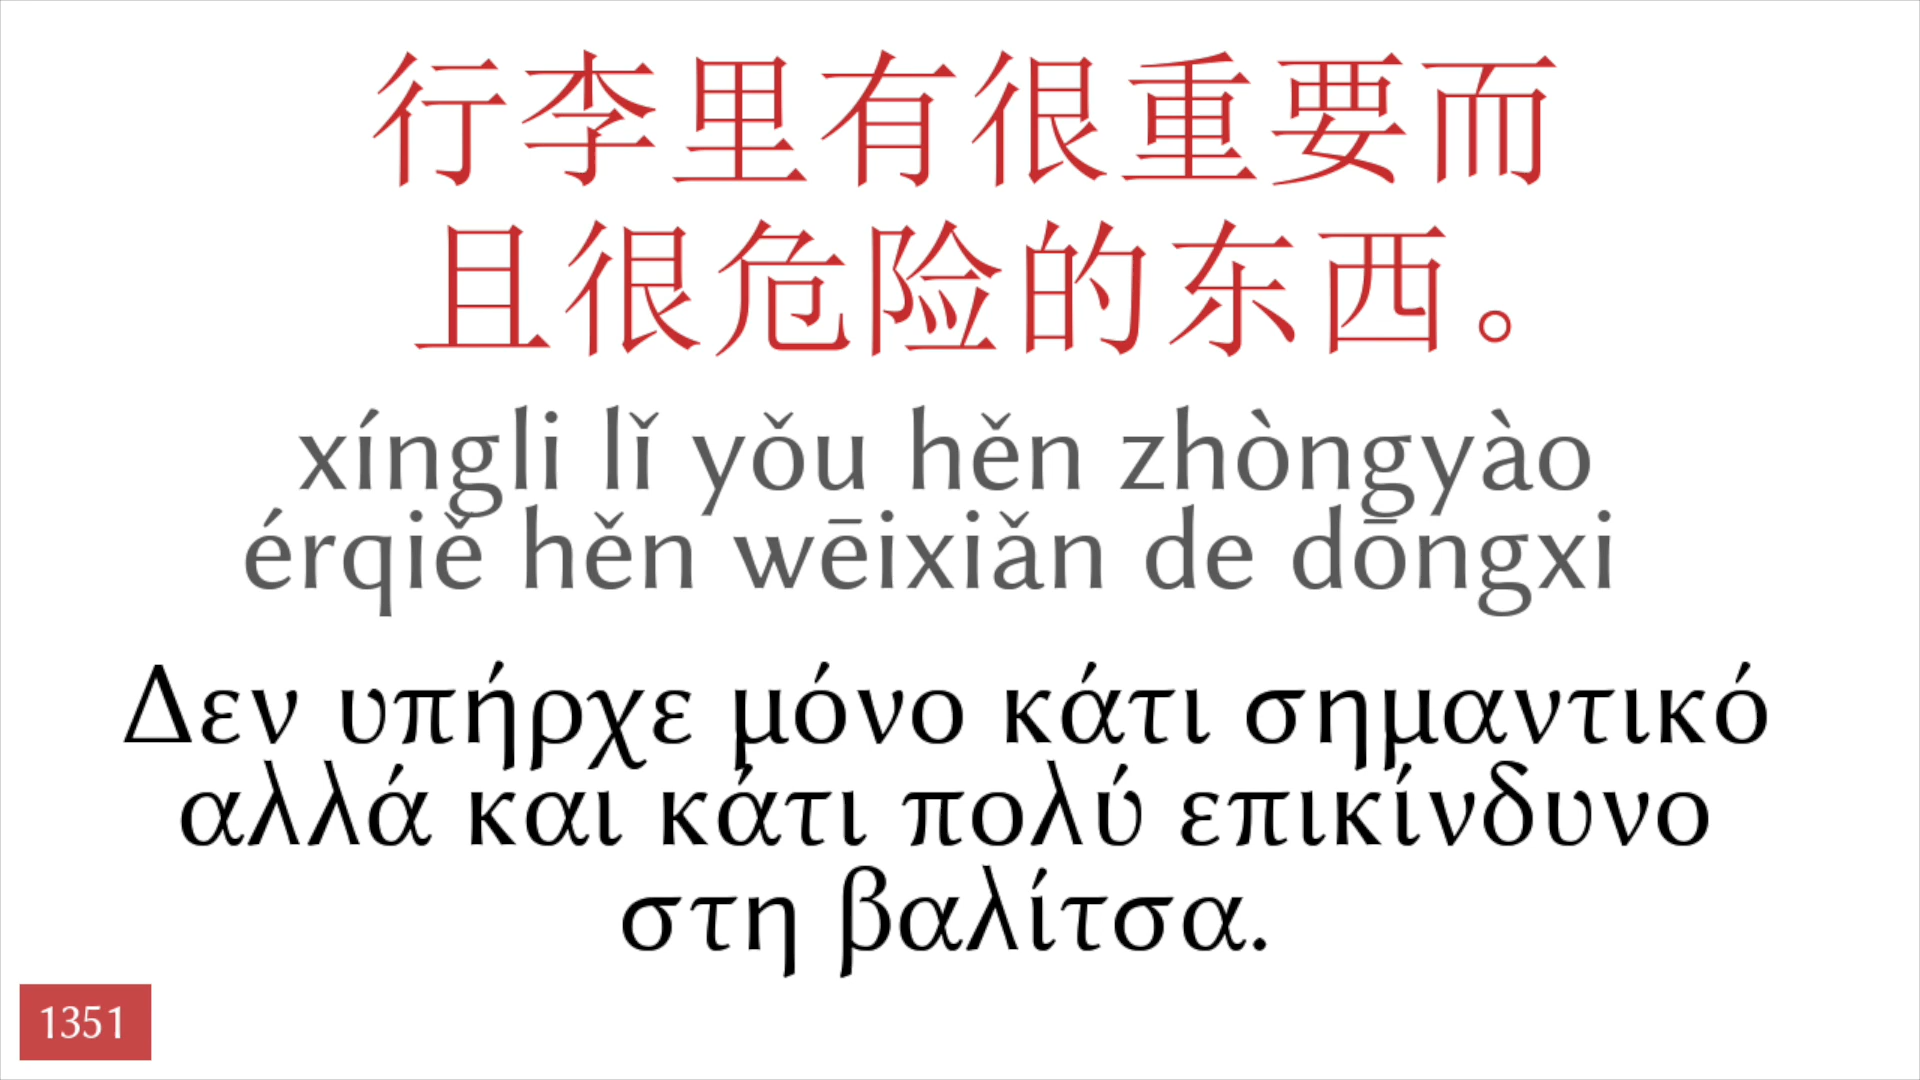 行李里有很重要而
且很危险的东西。
xíngli lǐ yǒu hěn zhòngyào
érqiě hěn wēixiǎn de dōngxi
Δεν υπήρχε μόνο κάτι σημαντικό
αλλά και κάτι πολύ επικίνδυνο
στη βαλίτσα.
1351